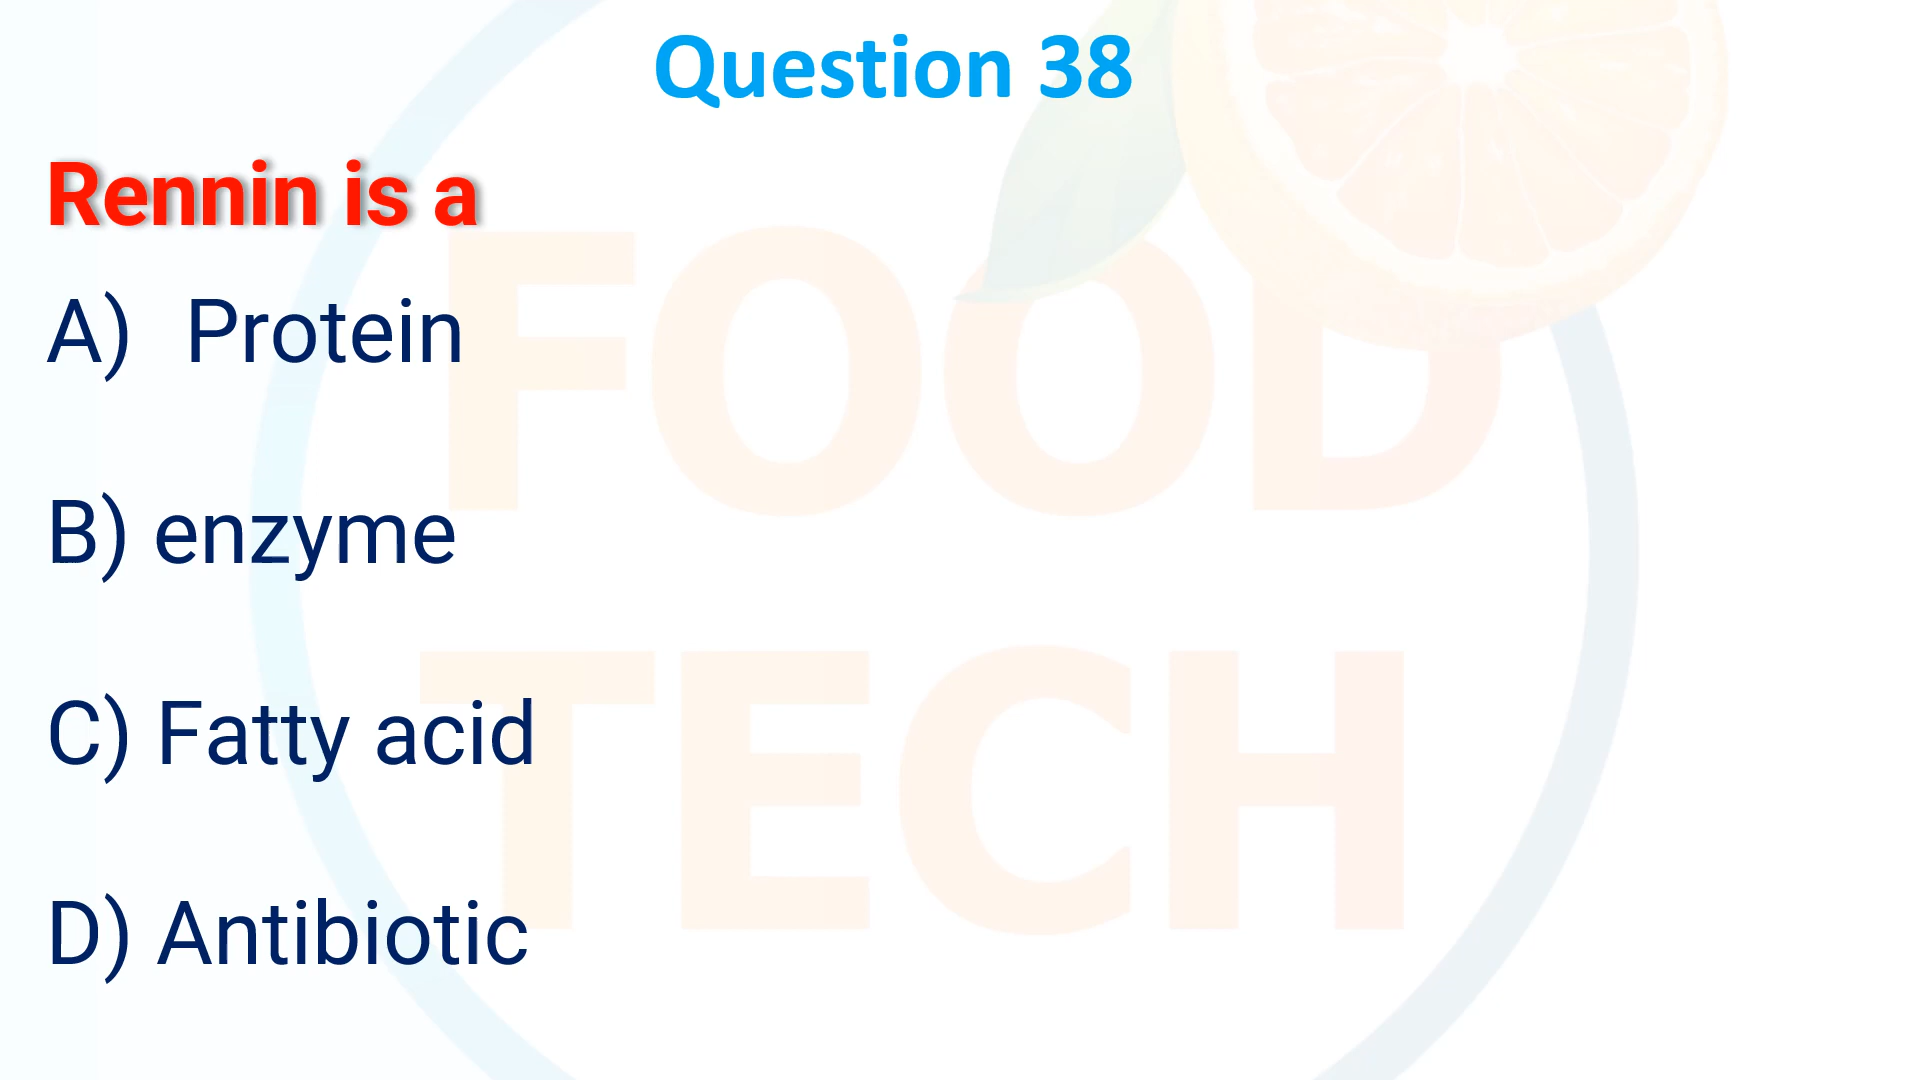 Question 38
Rennin is a
A) Protein
B) enzyme
C) Fatty acid
D) Antibiotic
FOOD
TECH